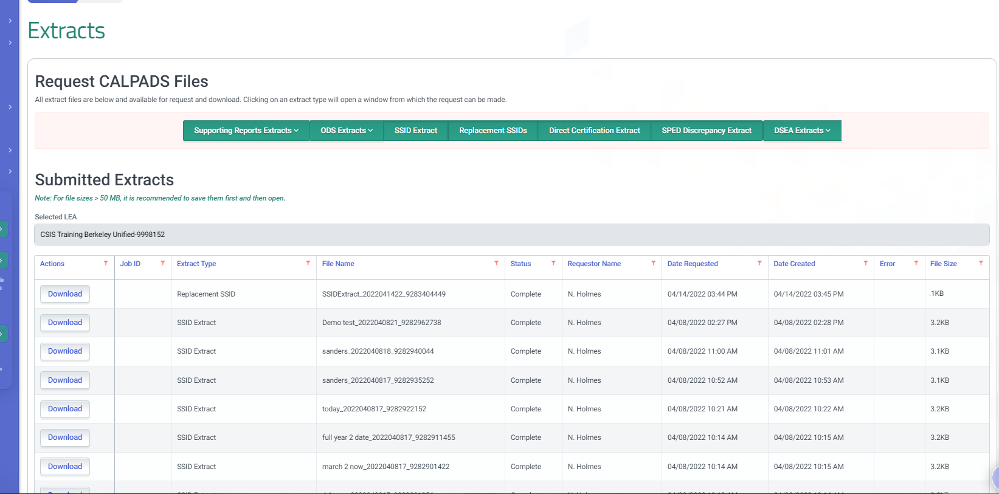 Extracts
Request CALPADS Files
All extract files are below and available for request and download. Clicking on an extract type will open a window from which the request can be made.
Supporting Reports Extracts ODS Extracts SSID Extract Replacement SSIDs Direct Certification Extract SPED Discrepancy Extract DSEA Extracts
Submitted Extracts
Note: For file sizes > 50 MB, it is recommended to save them first and then open.
Selected LEA
CSIS Training Berkeley Unified-9998152
Actions Job ID Extract Type File Name Status Requestor Name Date Requested Date Created Error File Size
Download Replacement SSID SSIDExtract_2022041422_9283404449 Complete N. Holmes 04/14/2022 03:44 PM 04/14/2022 03:45 PM .1KB
Download SSID Extract Demo test_2022040821_9282962738 Complete N. Holmes 04/08/2022 02:27 PM 04/08/2022 02:28 PM 3.2KB
Download SSID Extract sanders_2022040818_9282940044 Complete N. Holmes 04/08/2022 11:00 AM 04/08/2022 11:01 AM 3.1KB
Download SSID Extract sanders_2022040817_9282935252 Complete N. Holmes 04/08/2022 10:52 AM 04/08/2022 10:53 AM 3.1KB
Download SSID Extract today_2022040817_9282922152 Complete N. Holmes 04/08/2022 10:21 AM 04/08/2022 10:22 AM 3.2KB
Download SSID Extract full year 2 date_2022040817_9282911455 Complete N. Holmes 04/08/2022 10:14 AM 04/08/2022 10:15 AM 3.2KB
Download SSID Extract march 2 now_2022040817_9282901422 Complete N. Holmes 04/08/2022 10:14 AM 04/08/2022 10:15 AM 3.2KB